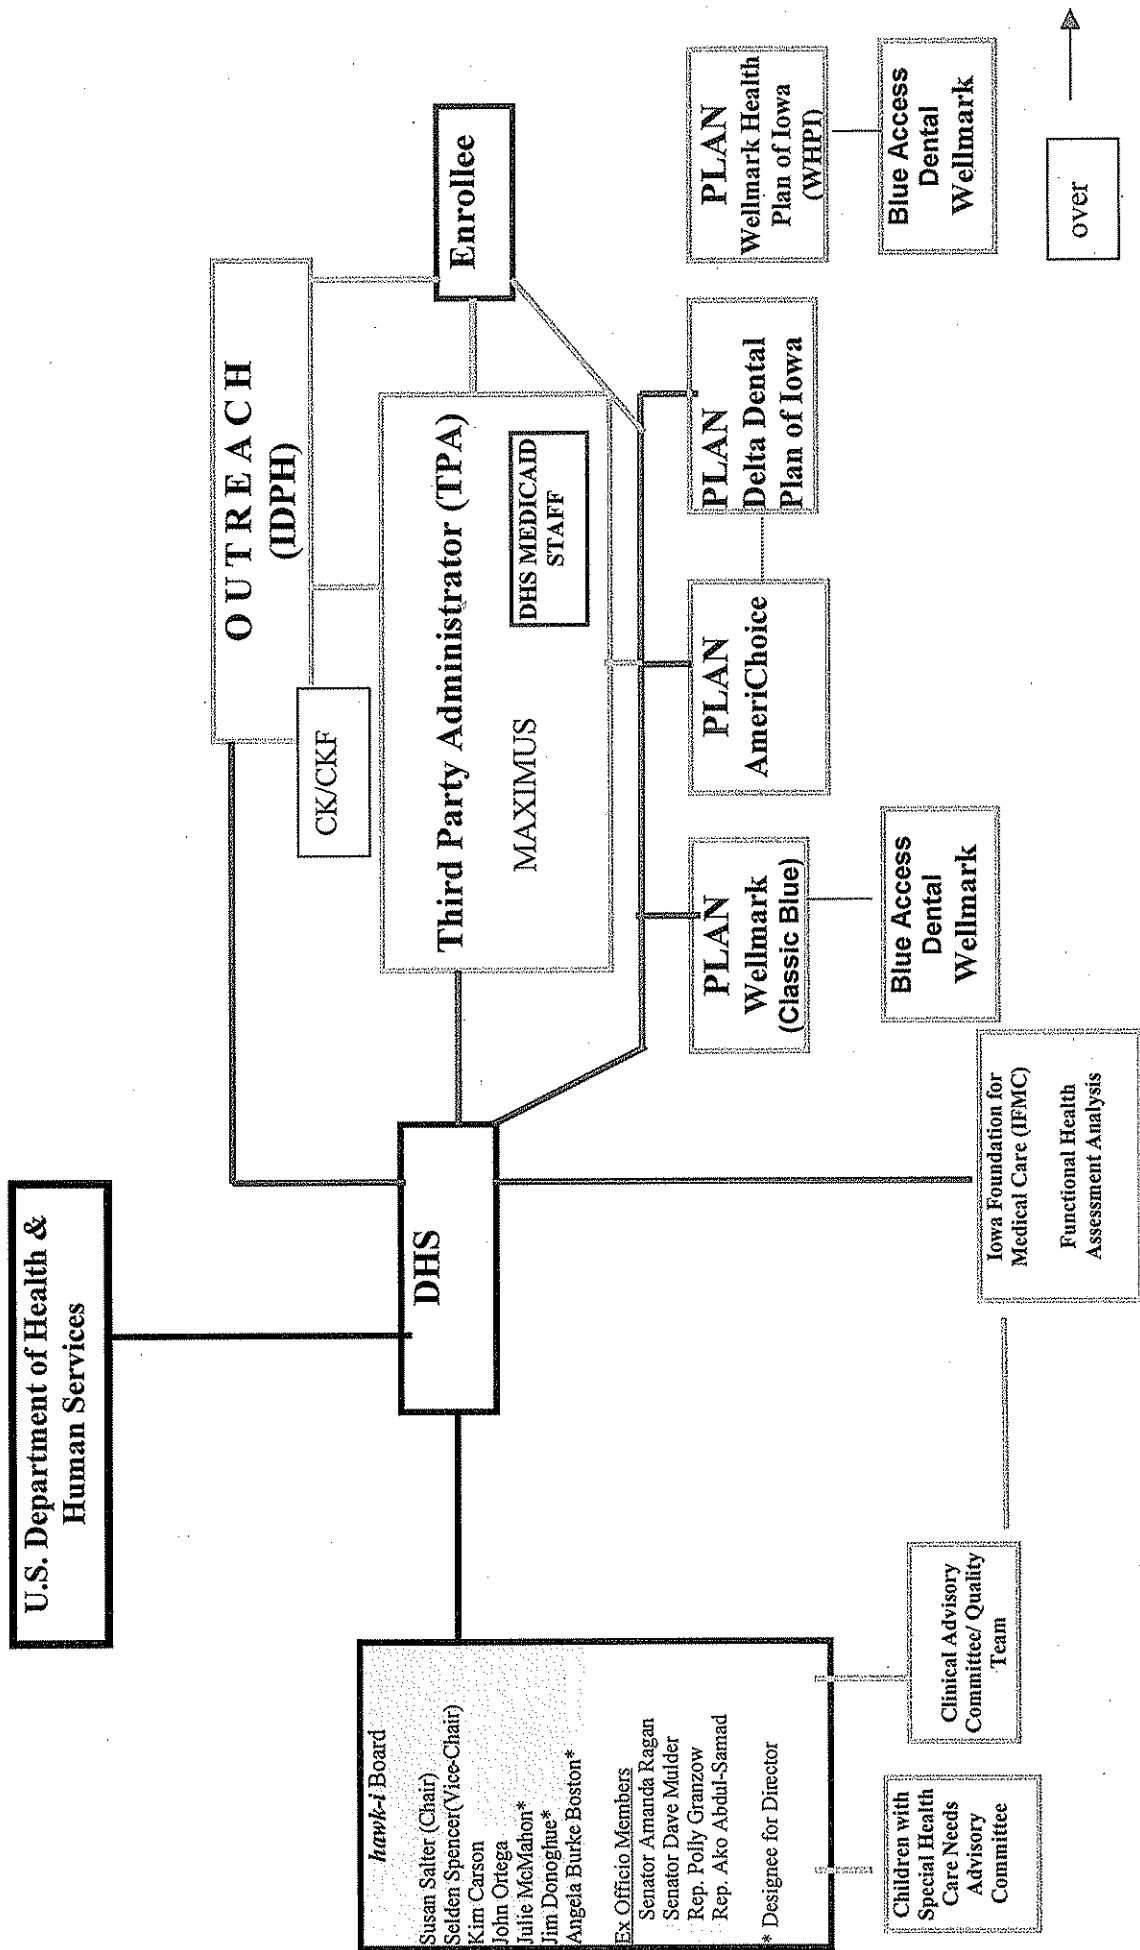 U.S. Department of Health &
Human Services
hawk-i Board
Susan Salter (Chair)
Selden Spencer(Vice-Chair)
Kim Carson
John Ortega
Julie McMahon*
Jim Donoghue*
Angela Burke Boston*
Ex Officio Members
Senator Amanda Ragan
Senator Dave Mulder
Rep. Polly Granzow
Rep. Ako Abdul-Samad
* Designee for Director
DHS
OUTREACH
(IDPH)
CK/CKF
Third Party Administrator (TPA)
MAXIMUS
DHS MEDICAID
STAFF
Enrollee
PLAN
Wellmark
(Classic Blue)
PLAN
AmeriChoice
PLAN
Delta Dental
Plan of Iowa
PLAN
Wellmark Health
Plan of Iowa
(WHPI)
Children with
Special Health
Care Needs
Advisory
Committee
Clinical Advisory
Committee/ Quality
Team
Iowa Foundation for
Medical Care (IFMC)
Functional Health
Assessment Analysis
Blue Access
Dental
Wellmark
Blue Access
Dental
Wellmark
over